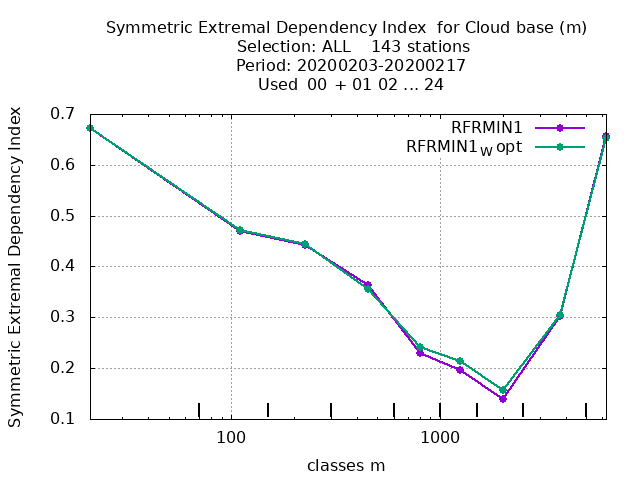 Symmetric Extremal Dependency Index for Cloud base (m)
Selection: ALL 143 stations
Period: 20200203-20200217
Used 00 + 01 02 ... 24
RFRMIN1
RFRMIN1W opt
Symmetric Extremal Dependency Index
0.7
0.6
0.5
0.4
0.3
0.2
0.1
100 1000
classes m